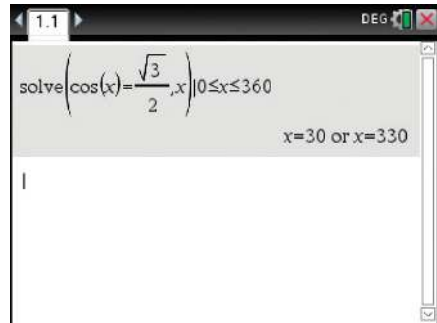 1.1 DEG
solve(cos(x)=√3/2,x)|0≤x≤360
x=30 or x=330